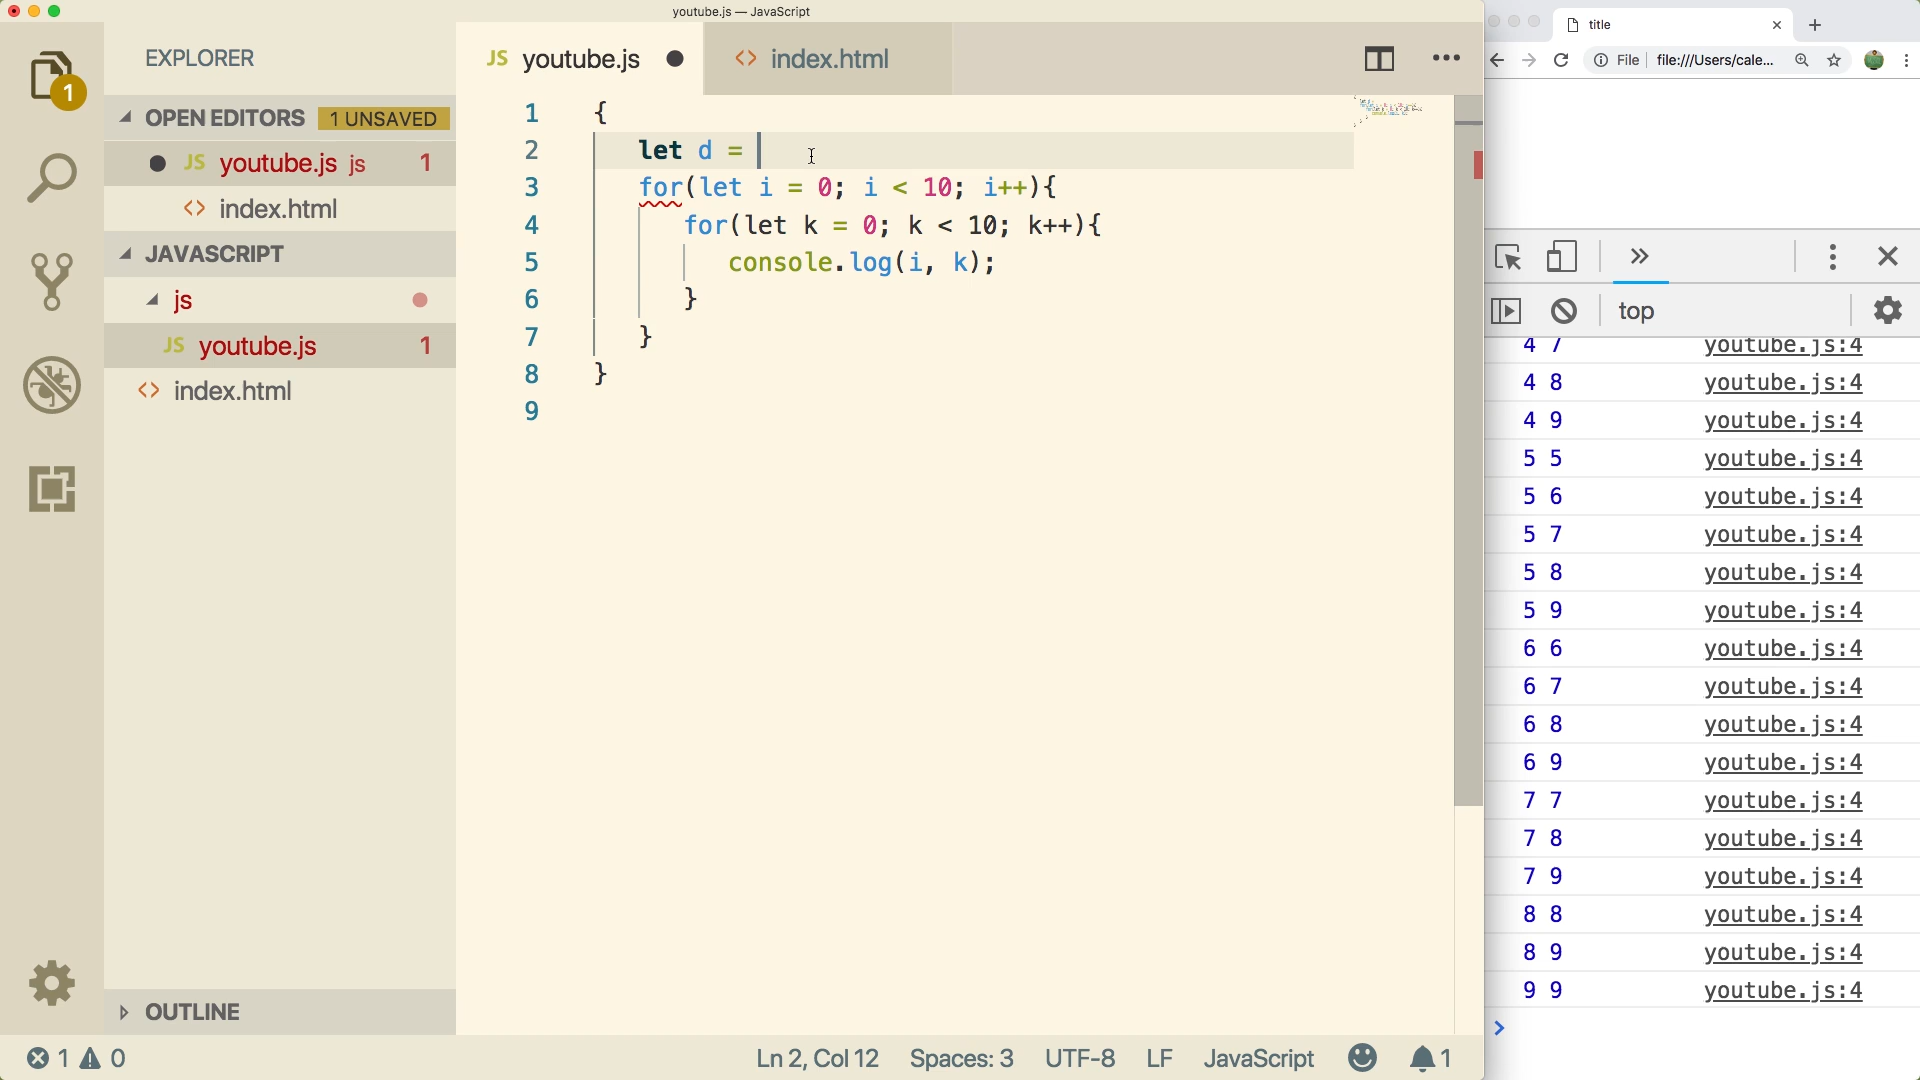 youtube.js — JavaScript
EXPLORER
1
OPEN EDITORS 1 UNSAVED
JS youtube.js js 1
<> index.html
JAVASCRIPT
js
JS youtube.js 1
<> index.html
OUTLINE
JS youtube.js
<> index.html
1 {
2 let d =
3 for(let i = 0; i < 10; i++){
4 for(let k = 0; k < 10; k++){
5 console.log(i, k);
6 }
7 }
8 }
9
1 0
Ln 2, Col 12 Spaces: 3 UTF-8 LF JavaScript 1
title
File file:///Users/cale...
top
4 7 youtube.js:4
4 8 youtube.js:4
4 9 youtube.js:4
5 5 youtube.js:4
5 6 youtube.js:4
5 7 youtube.js:4
5 8 youtube.js:4
5 9 youtube.js:4
6 6 youtube.js:4
6 7 youtube.js:4
6 8 youtube.js:4
6 9 youtube.js:4
7 7 youtube.js:4
7 8 youtube.js:4
7 9 youtube.js:4
8 8 youtube.js:4
8 9 youtube.js:4
9 9 youtube.js:4